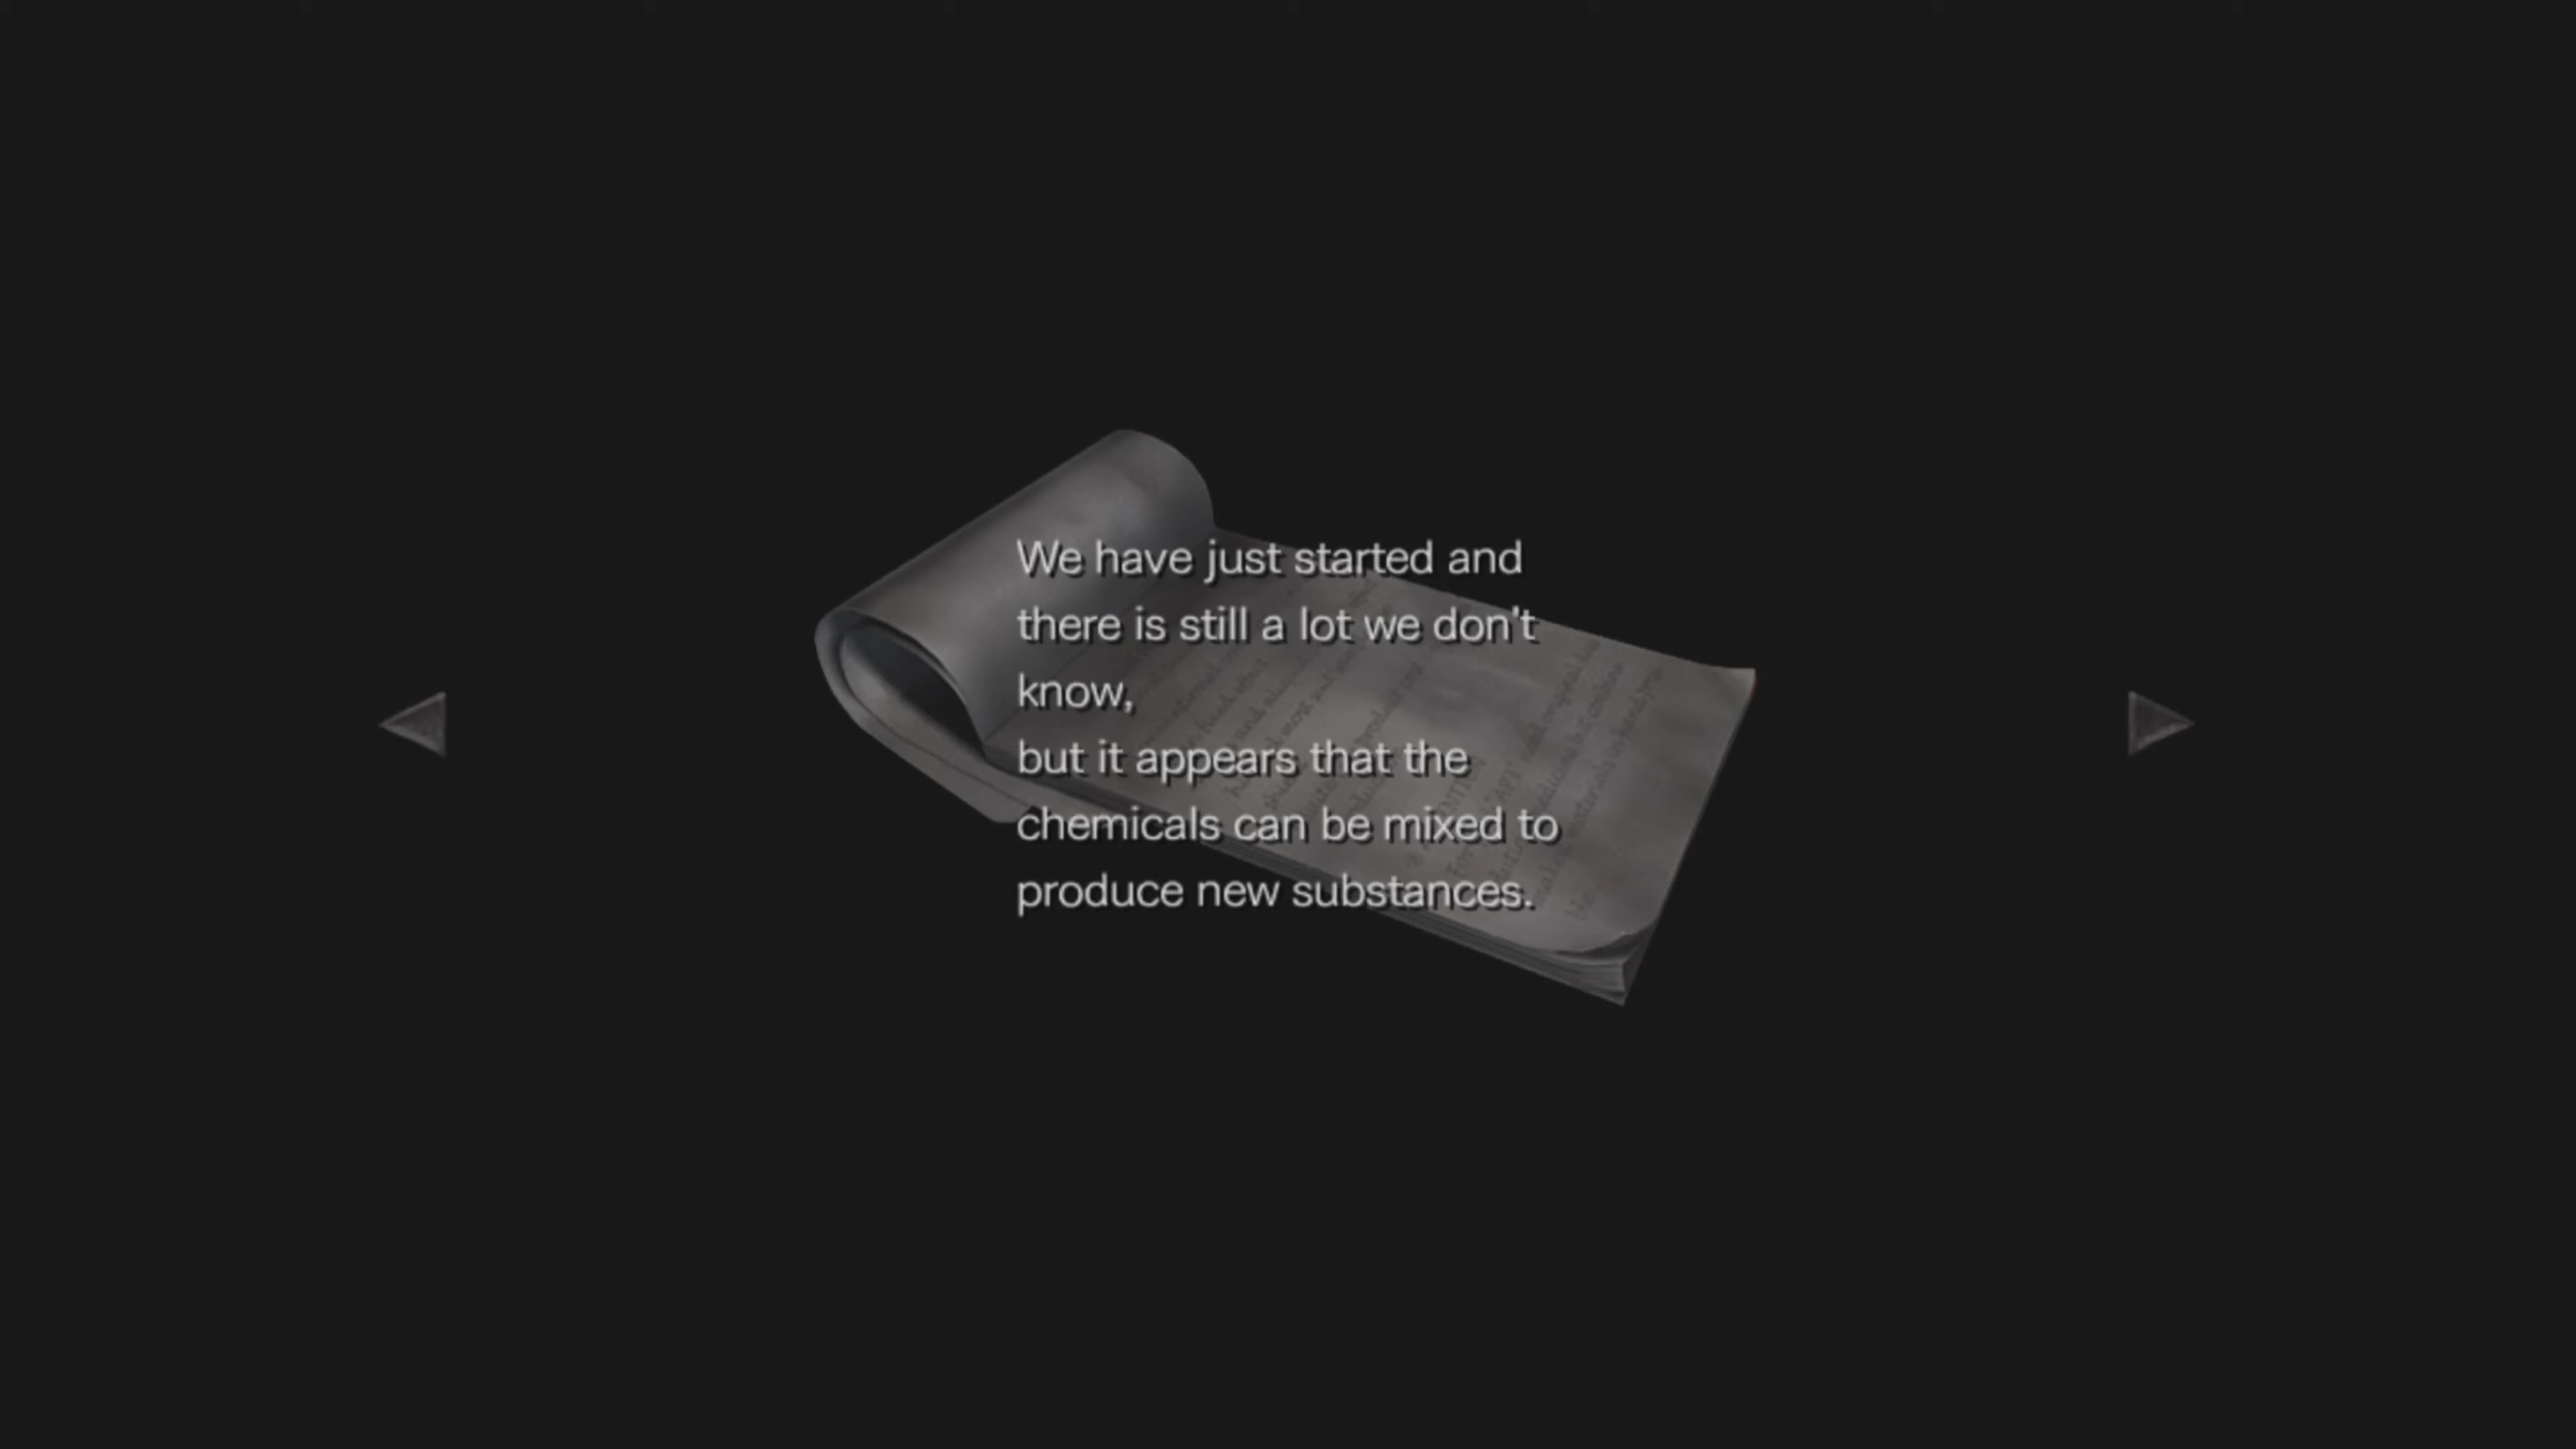 We have just started and
there is still a lot we don't
know,
but it appears that the
chemicals can be mixed to
produce new substances.